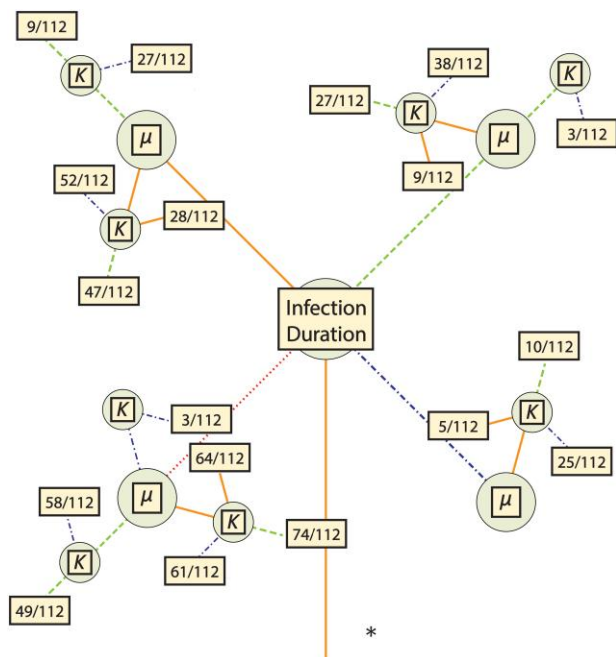 9/112
27/112
K
μ
52/112
K
28/112
47/112
38/112
K
27/112
K
μ
3/112
9/112
Infection
Duration
10/112
5/112
K
25/112
μ
K
3/112
64/112
58/112
μ
K
74/112
K
61/112
49/112
*